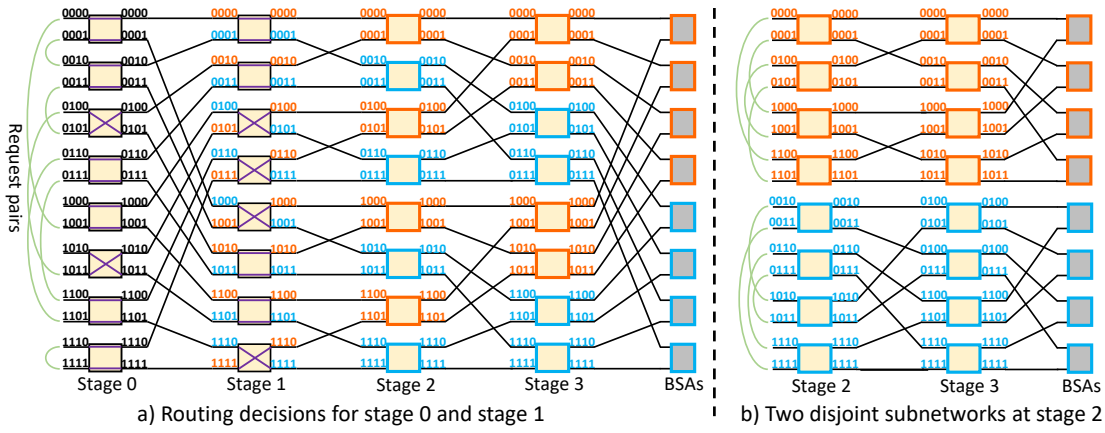 Request pairs
0000 0000 0000 0000 0000 0000 0000 0000
0001 0001 0001 0001 0001 0001 0001 0001
0010 0010 0010 0010 0010 0010 0010 0010
0011 0011 0011 0011 0011 0011 0011 0011
0100 0100 0100 0100 0100 0100 0100 0100
0101 0101 0101 0101 0101 0101 0101 0101
0110 0110 0110 0110 0110 0110 0110 0110
0111 0111 0111 0111 0111 0111 0111 0111
1000 1000 1000 1000 1000 1000 1000 1000
1001 1001 1001 1001 1001 1001 1001 1001
1010 1010 1010 1010 1010 1010 1010 1010
1011 1011 1011 1011 1011 1011 1011 1011
1100 1100 1100 1100 1100 1100 1100 1100
1101 1101 1101 1101 1101 1101 1101 1101
1110 1110 1110 1110 1110 1110 1110 1110
1111 1111 1111 1111 1111 1111 1111 1111
Stage 0 Stage 1 Stage 2 Stage 3 BSAs
a) Routing decisions for stage 0 and stage 1
0000 0000 0000 0000
0001 0001 0001 0001
0100 0100 0010 0010
0101 0101 0011 0011
1000 1000 1000 1000
1001 1001 1001 1001
1100 1100 1010 1010
1101 1101 1011 1011
0010 0010 0100 0100
0011 0011 0101 0101
0110 0110 0100 0100
0111 0111 0111 0111
1010 1010 1100 1100
1011 1011 1101 1101
1110 1110 1110 1110
1111 1111 1111 1111
Stage 2 Stage 3 BSAs
b) Two disjoint subnetworks at stage 2